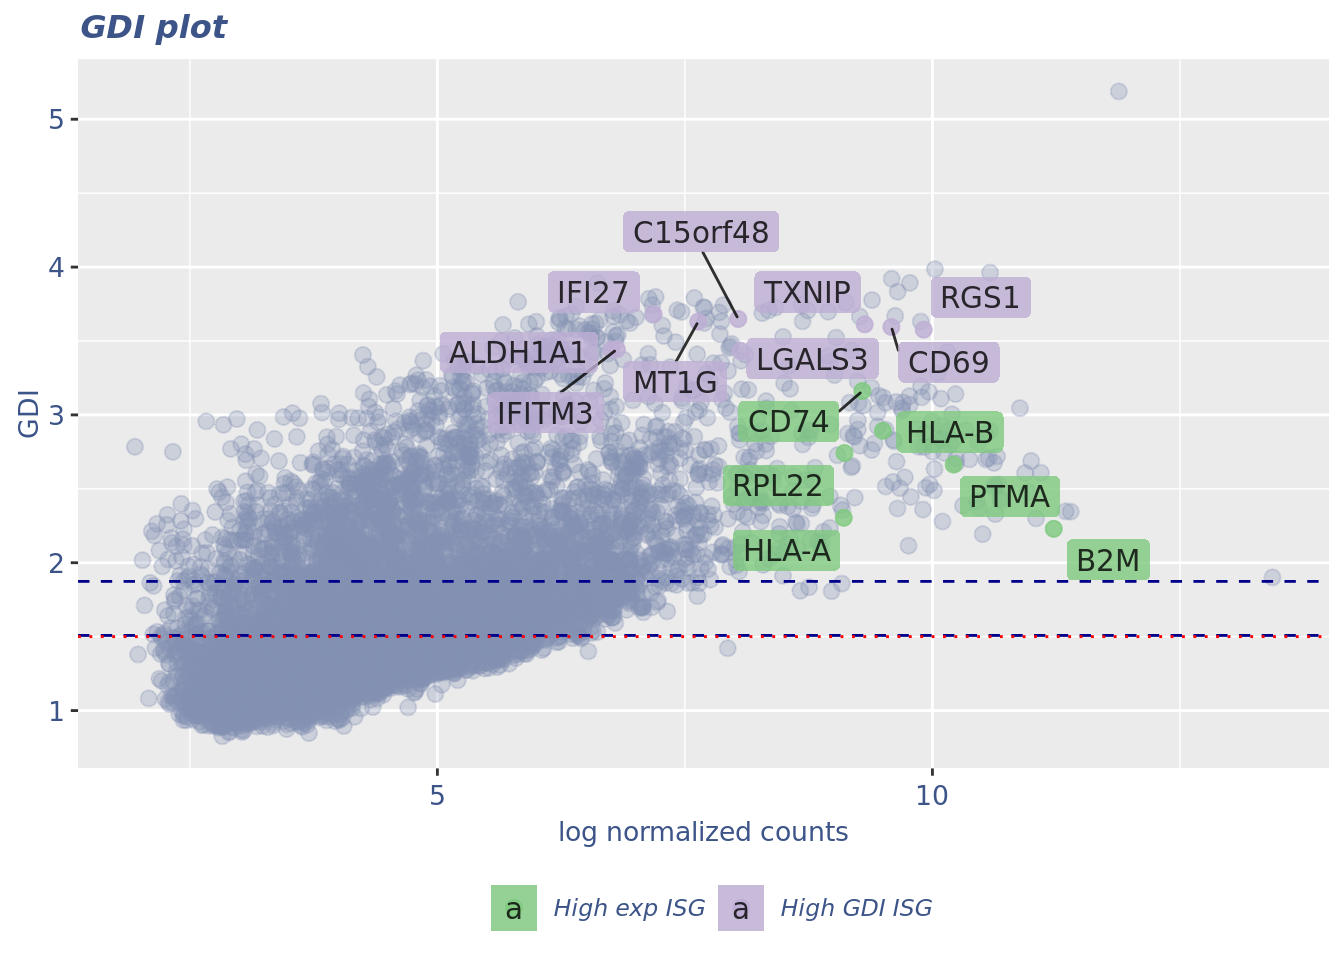 GDI plot
5
4
3
2
1
GDI
C15orf48
IFI27
TXNIP
RGS1
ALDH1A1
LGALS3
CD69
MT1G
IFITM3
CD74
HLA-B
RPL22
PTMA
HLA-A
B2M
5 10
log normalized counts
a High exp ISG a High GDI ISG